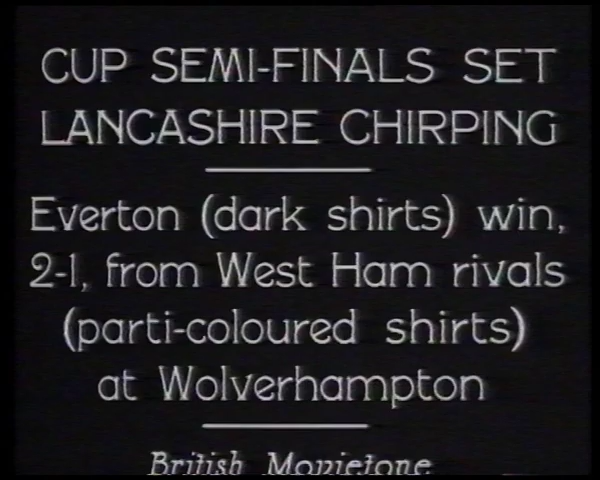 CUP SEMI-FINALS SET
LANCASHIRE CHIRPING
Everton (dark shirts) win,
2-1, from West Ham rivals
(parti-coloured shirts)
at Wolverhampton
British Movietone